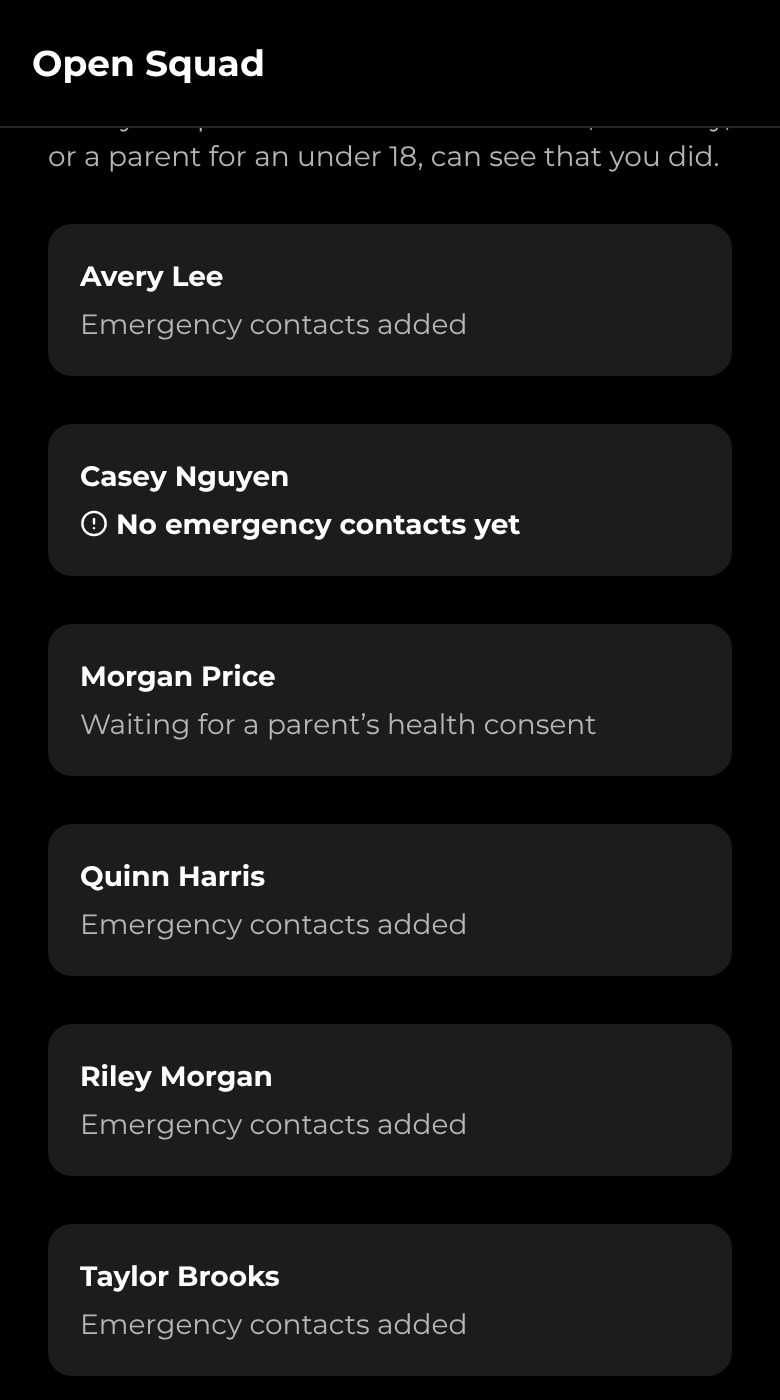 Open Squad
or a parent for an under 18, can see that you did.
Avery Lee
Emergency contacts added
Casey Nguyen
No emergency contacts yet
Morgan Price
Waiting for a parent’s health consent
Quinn Harris
Emergency contacts added
Riley Morgan
Emergency contacts added
Taylor Brooks
Emergency contacts added